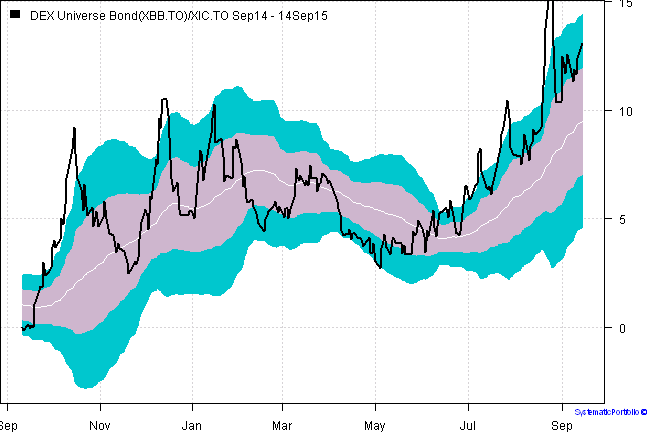 DEX Universe Bond(XBB.TO)/XIC.TO Sep14 - 14Sep15
15
10
5
0
Sep Nov Jan Mar May Jul Sep
SystematicPortfolio ©